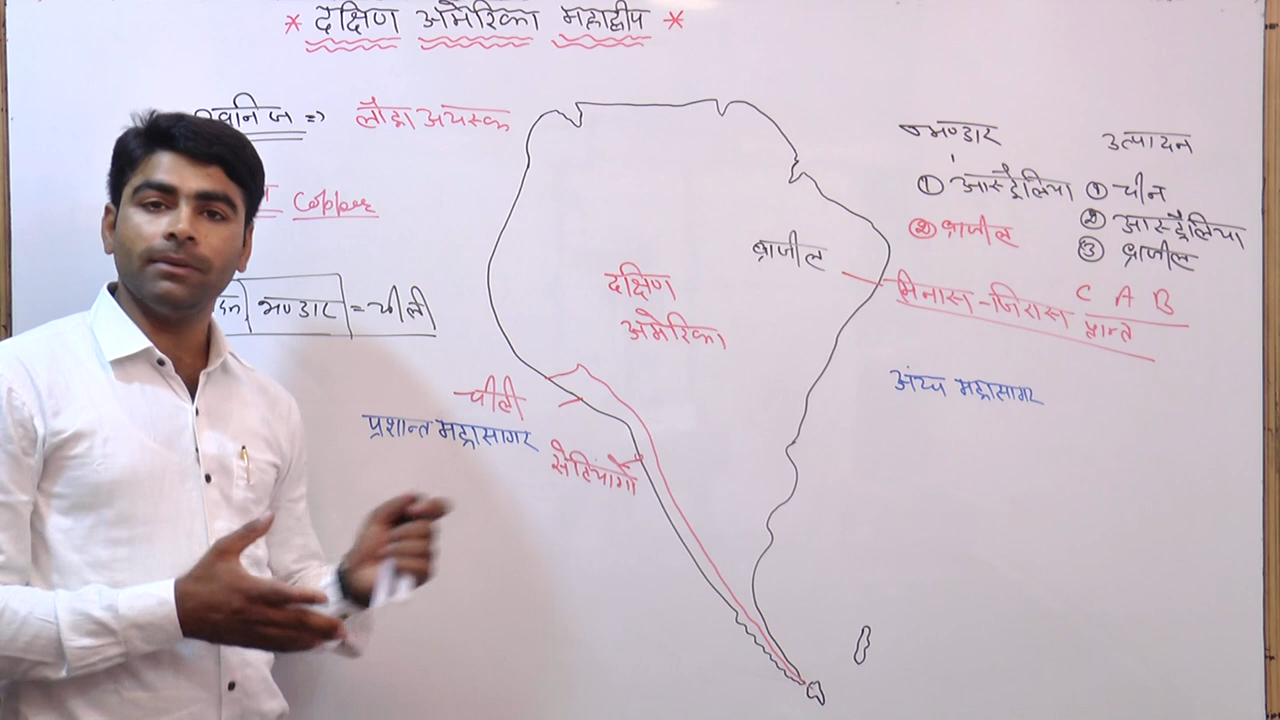 * दक्षिण अमेरिका महाद्वीप *
खनिज => लौहा अयस्क
Copper
भण्डार = चीली
दक्षिण
अमेरिका
ब्राजील
चीली
प्रशान्त महासागर
सेंटियागो
भण्डार
① आस्ट्रेलिया
② ब्राजील
उत्पादन
① चीन
② आस्ट्रेलिया
③ ब्राजील
C A B
मिनास-जिरास प्रान्त
अंध महासागर